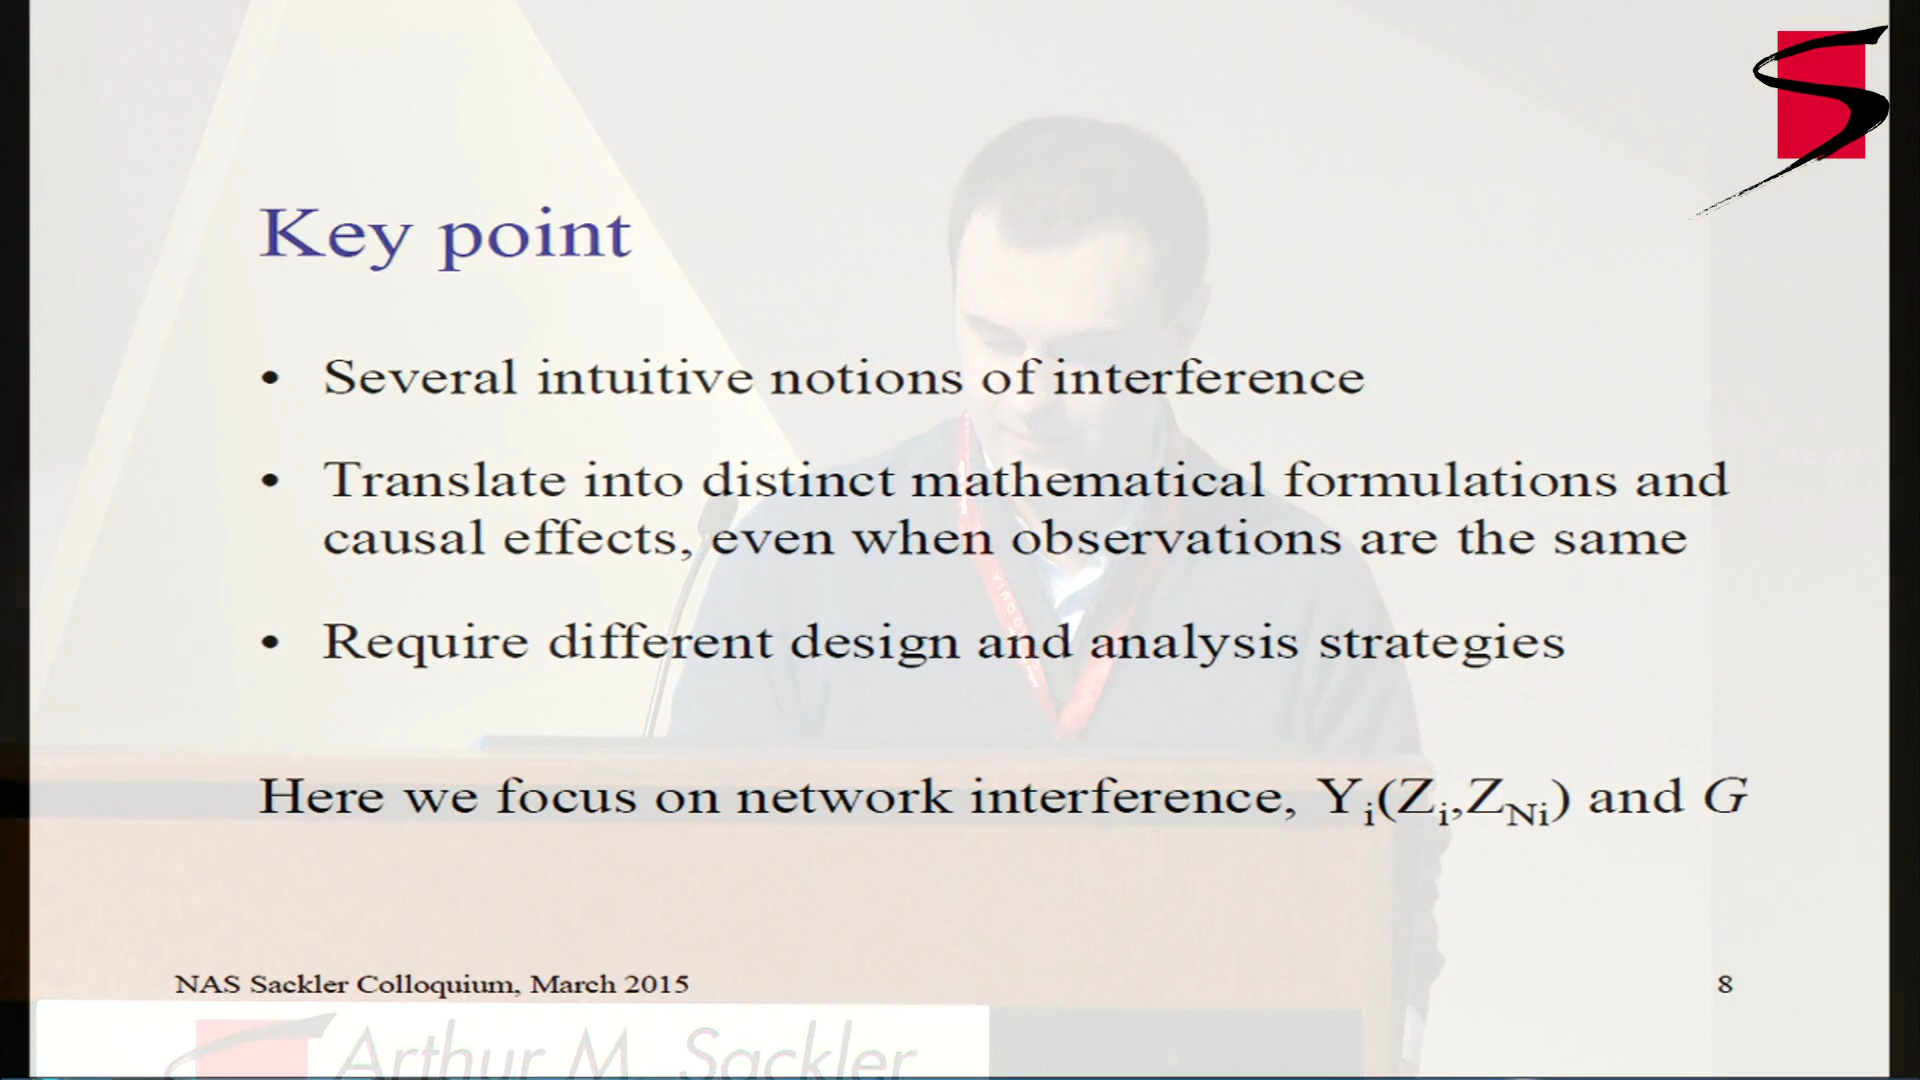 Key point
• Several intuitive notions of interference
• Translate into distinct mathematical formulations and
causal effects, even when observations are the same
• Require different design and analysis strategies
Here we focus on network interference, Yi(Zi,ZNi) and G
NAS Sackler Colloquium, March 2015
8
Arthur M. Sackler